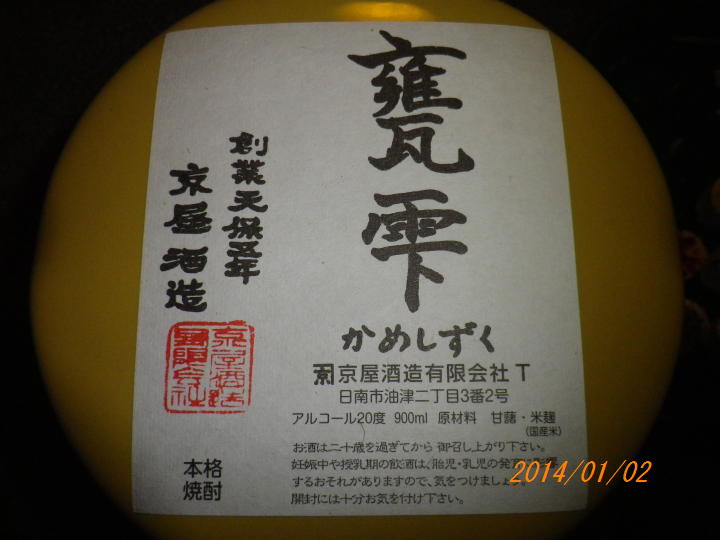 甕雫
かめしずく
京屋酒造有限会社 T
日南市油津二丁目3番2号
アルコール20度 900ml 原材料 甘藷・米麹
(国産米)
お酒は二十歳を過ぎてから 御召し上がり下さい。
妊娠中や授乳期の飲酒は、胎児・乳児の発育に影響
するおそれがありますので、気をつけましょう。
開封には十分お気を付け下さい。
創業天保五年
京屋酒造
本格
焼酎
2014/01/02